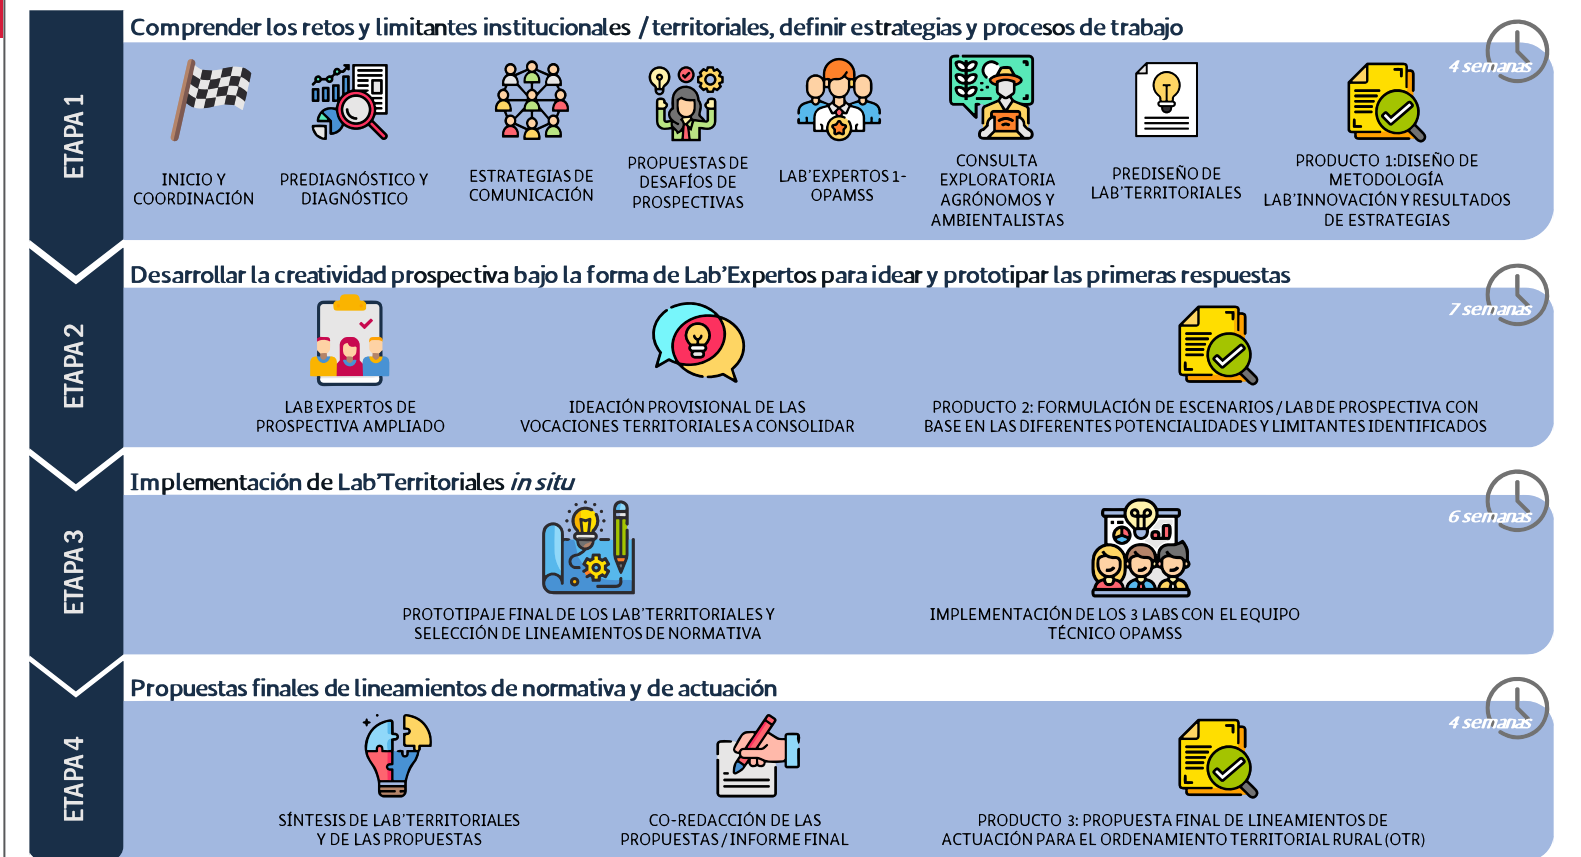 ETAPA 1
Comprender los retos y limitantes institucionales / territoriales, definir estrategias y procesos de trabajo
4 semanas
INICIO Y
COORDINACIÓN
PREDIAGNÓSTICO Y
DIAGNÓSTICO
ESTRATEGIAS DE
COMUNICACIÓN
PROPUESTAS DE
DESAFÍOS DE
PROSPECTIVAS
LAB'EXPERTOS 1-
OPAMSS
CONSULTA
EXPLORATORIA
AGRÓNOMOS Y
AMBIENTALISTAS
PREDISEÑO DE
LAB'TERRITORIALES
PRODUCTO 1:DISEÑO DE
METODOLOGÍA
LAB'INNOVACIÓN Y RESULTADOS
DE ESTRATEGIAS
ETAPA 2
Desarrollar la creatividad prospectiva bajo la forma de Lab'Expertos para idear y prototipar las primeras respuestas
7 semanas
LAB EXPERTOS DE
PROSPECTIVA AMPLIADO
IDEACIÓN PROVISIONAL DE LAS
VOCACIONES TERRITORIALES A CONSOLIDAR
PRODUCTO 2: FORMULACIÓN DE ESCENARIOS / LAB DE PROSPECTIVA CON
BASE EN LAS DIFERENTES POTENCIALIDADES Y LIMITANTES IDENTIFICADOS
ETAPA 3
Implementación de Lab'Territoriales in situ
6 semanas
PROTOTIPAJE FINAL DE LOS LAB'TERRITORIALES Y
SELECCIÓN DE LINEAMIENTOS DE NORMATIVA
IMPLEMENTACIÓN DE LOS 3 LABS CON EL EQUIPO
TÉCNICO OPAMSS
ETAPA 4
Propuestas finales de lineamientos de normativa y de actuación
4 semanas
SÍNTESIS DE LAB'TERRITORIALES
Y DE LAS PROPUESTAS
CO-REDACCIÓN DE LAS
PROPUESTAS / INFORME FINAL
PRODUCTO 3: PROPUESTA FINAL DE LINEAMIENTOS DE
ACTUACIÓN PARA EL ORDENAMIENTO TERRITORIAL RURAL (OTR)